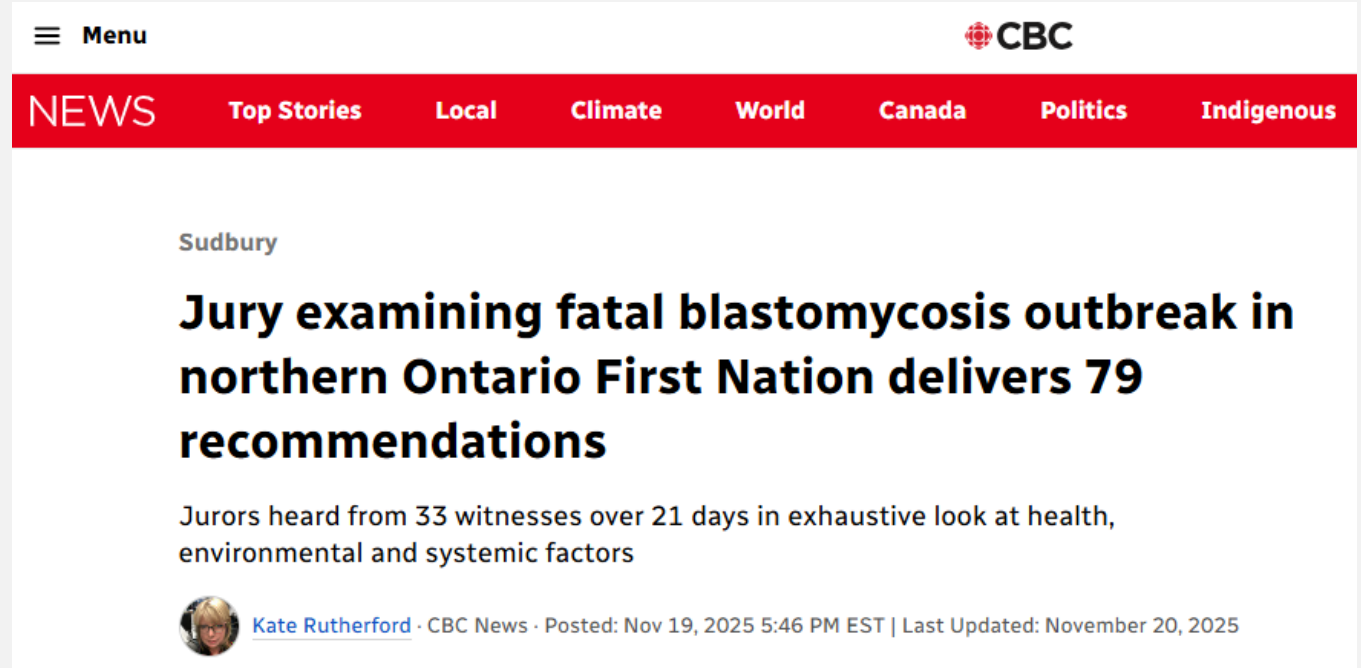 Menu
CBC
NEWS Top Stories Local Climate World Canada Politics Indigenous
Sudbury
Jury examining fatal blastomycosis outbreak in
northern Ontario First Nation delivers 79
recommendations
Jurors heard from 33 witnesses over 21 days in exhaustive look at health,
environmental and systemic factors
Kate Rutherford · CBC News · Posted: Nov 19, 2025 5:46 PM EST | Last Updated: November 20, 2025